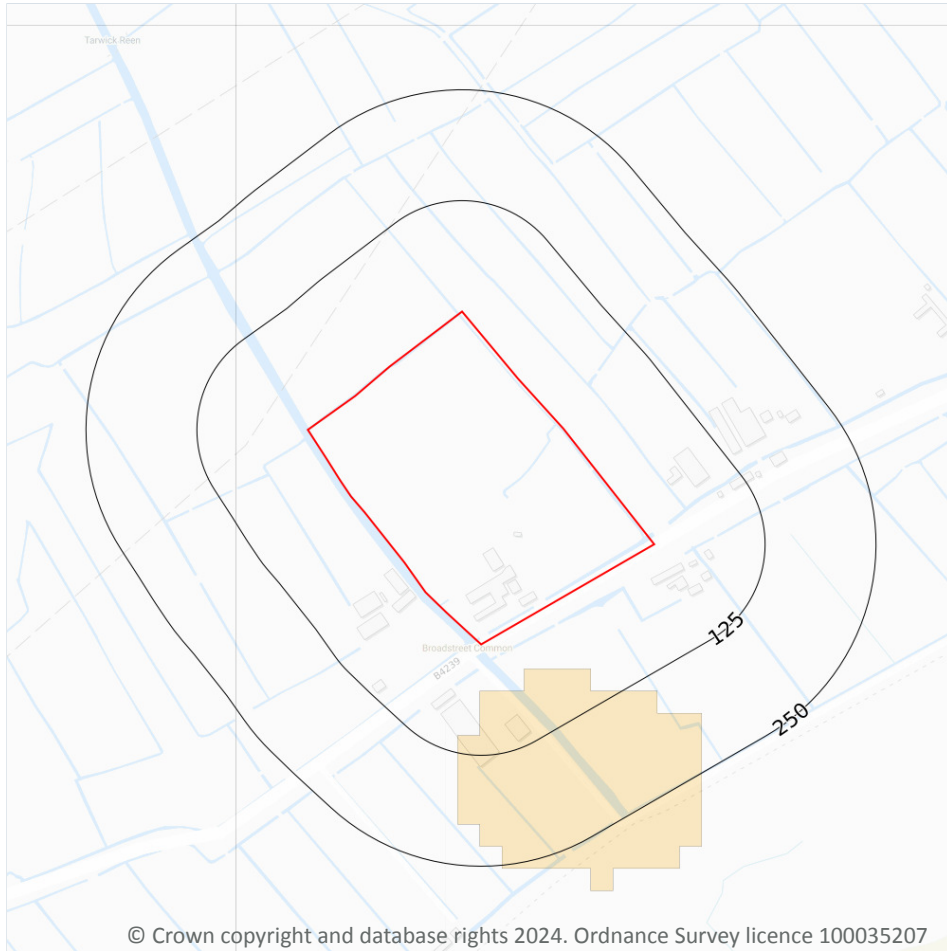 Tarwick Reen
Broadstreet Common
B4239
125
250
© Crown copyright and database rights 2024. Ordnance Survey licence 100035207